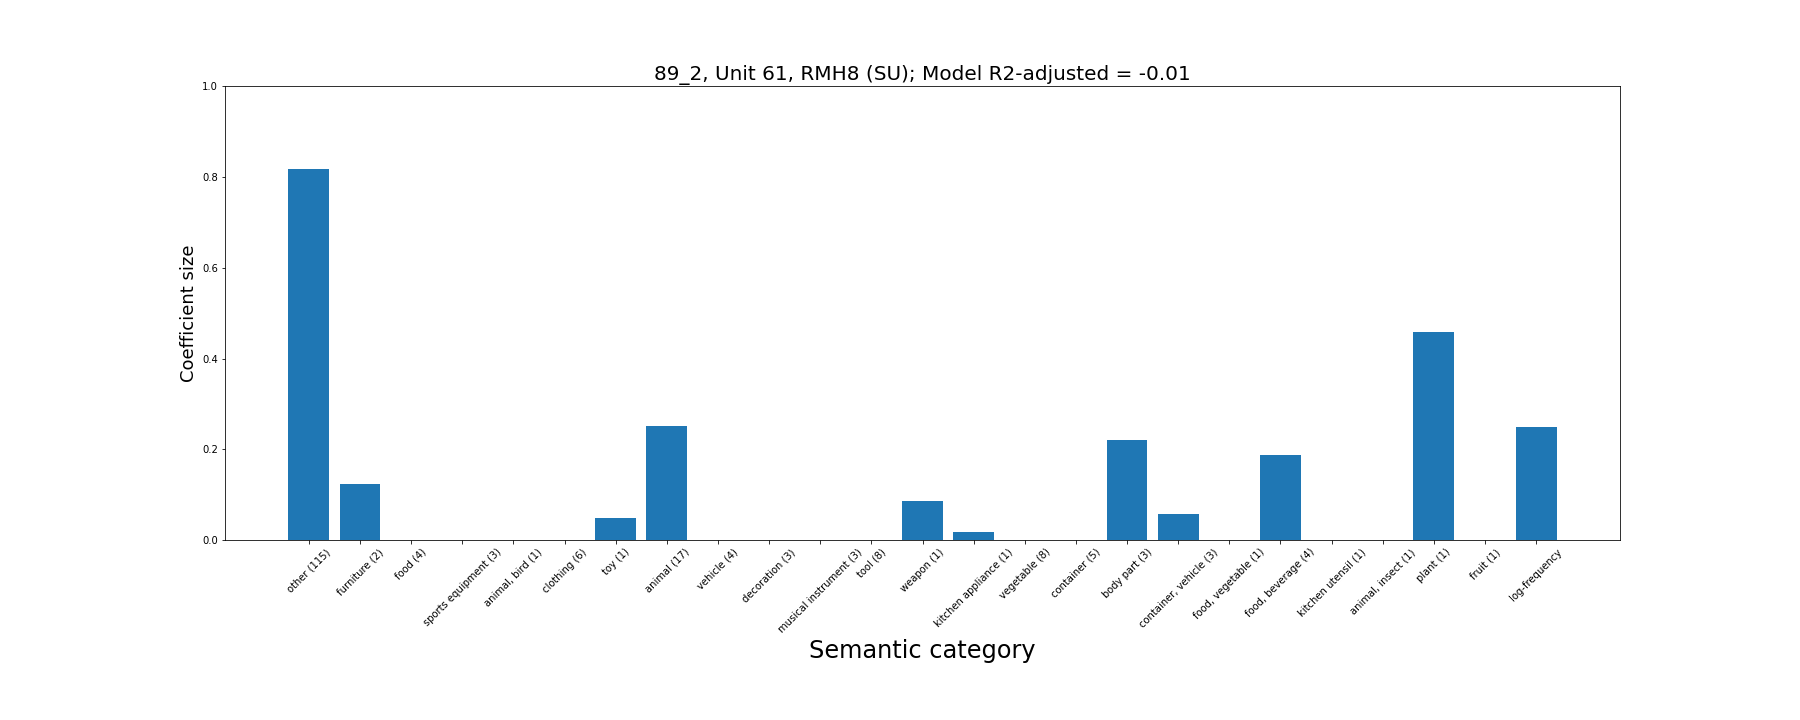 89_2, Unit 61, RMH8 (SU); Model R2-adjusted = -0.01
Coefficient size
1.0
0.8
0.6
0.4
0.2
0.0
other (115)
furniture (2)
food (4)
sports equipment (3)
animal, bird (1)
clothing (6)
toy (1)
animal (17)
vehicle (4)
decoration (3)
musical instrument (3)
tool (8)
weapon (1)
kitchen appliance (1)
vegetable (8)
container (5)
body part (3)
container, vehicle (3)
food, vegetable (1)
food, beverage (4)
kitchen utensil (1)
animal, insect (1)
plant (1)
fruit (1)
log-frequency
Semantic category